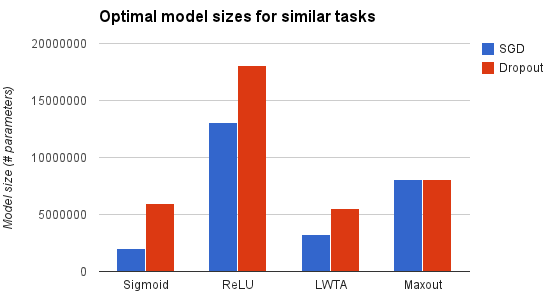 Optimal model sizes for similar tasks
SGD
Dropout
Model size (# parameters)
20000000
15000000
10000000
5000000
0
Sigmoid
ReLU
LWTA
Maxout